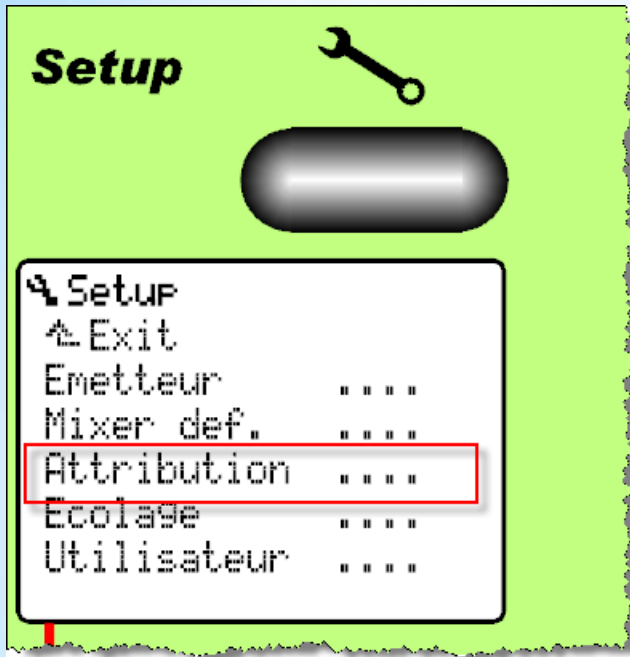 Setup
Setup
Exit
Emetteur ....
Mixer def. ....
Attribution ....
Ecolage ....
Utilisateur ....